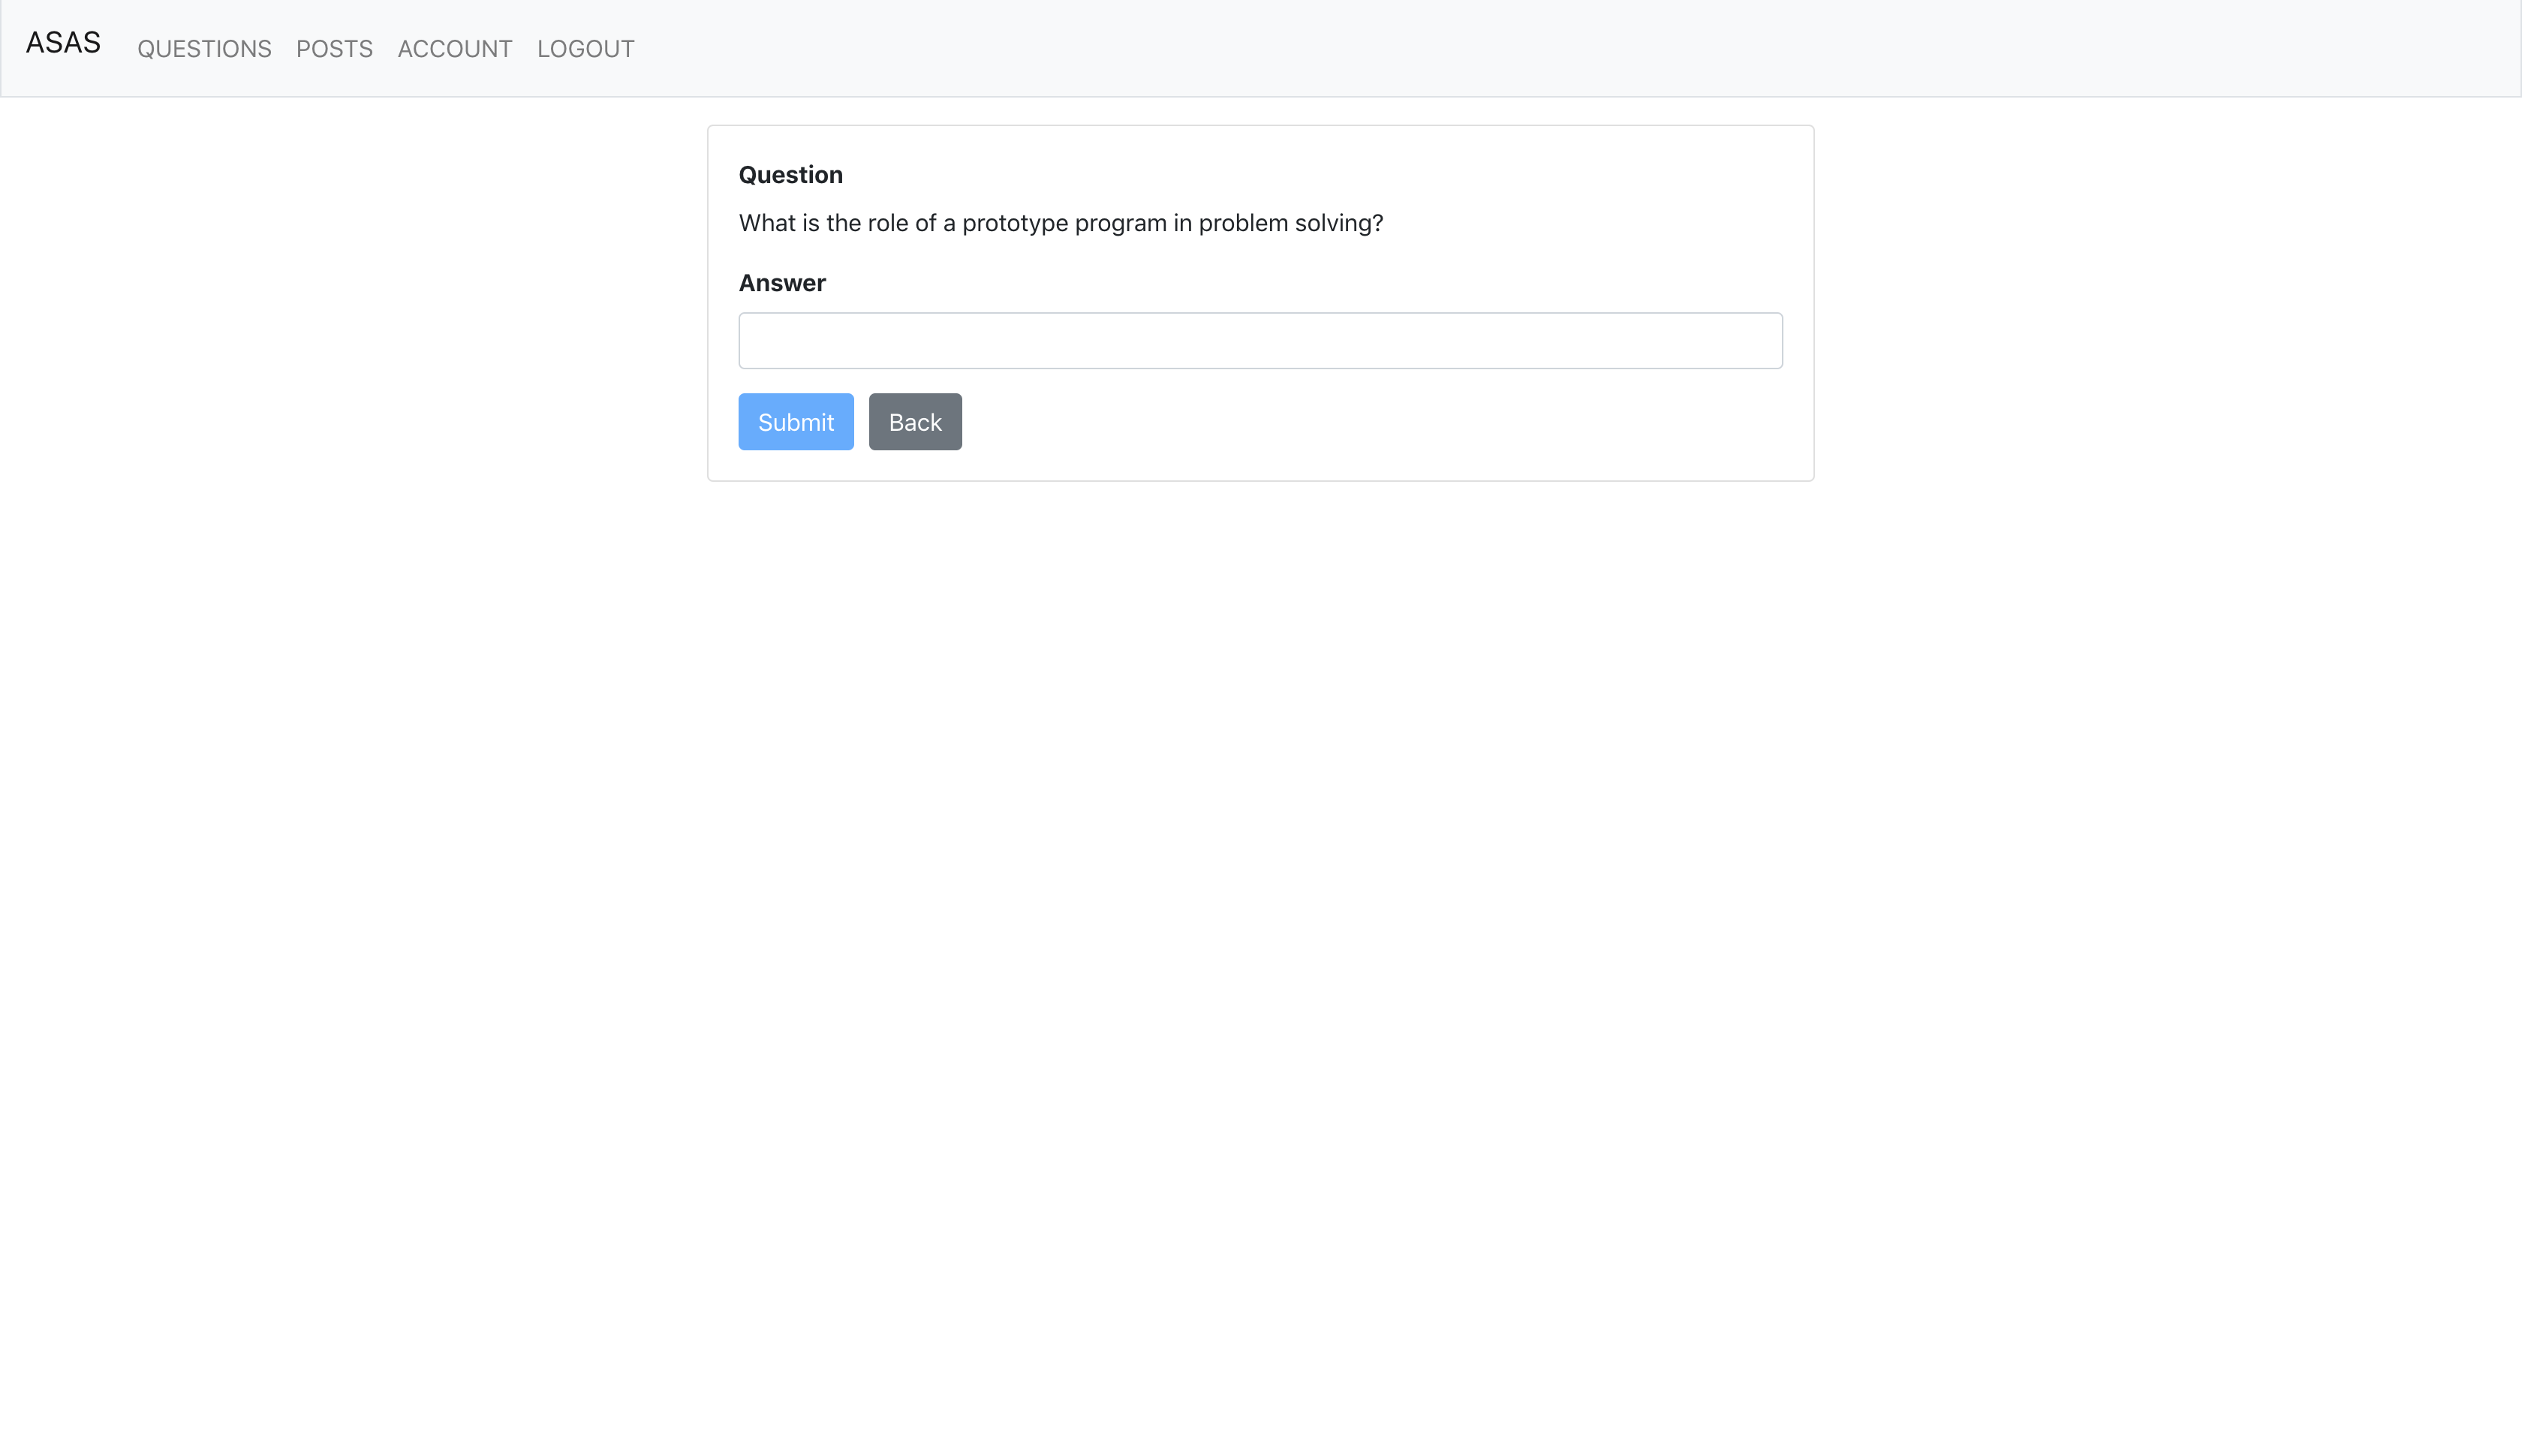 ASAS QUESTIONS POSTS ACCOUNT LOGOUT
Question
What is the role of a prototype program in problem solving?
Answer
Submit Back